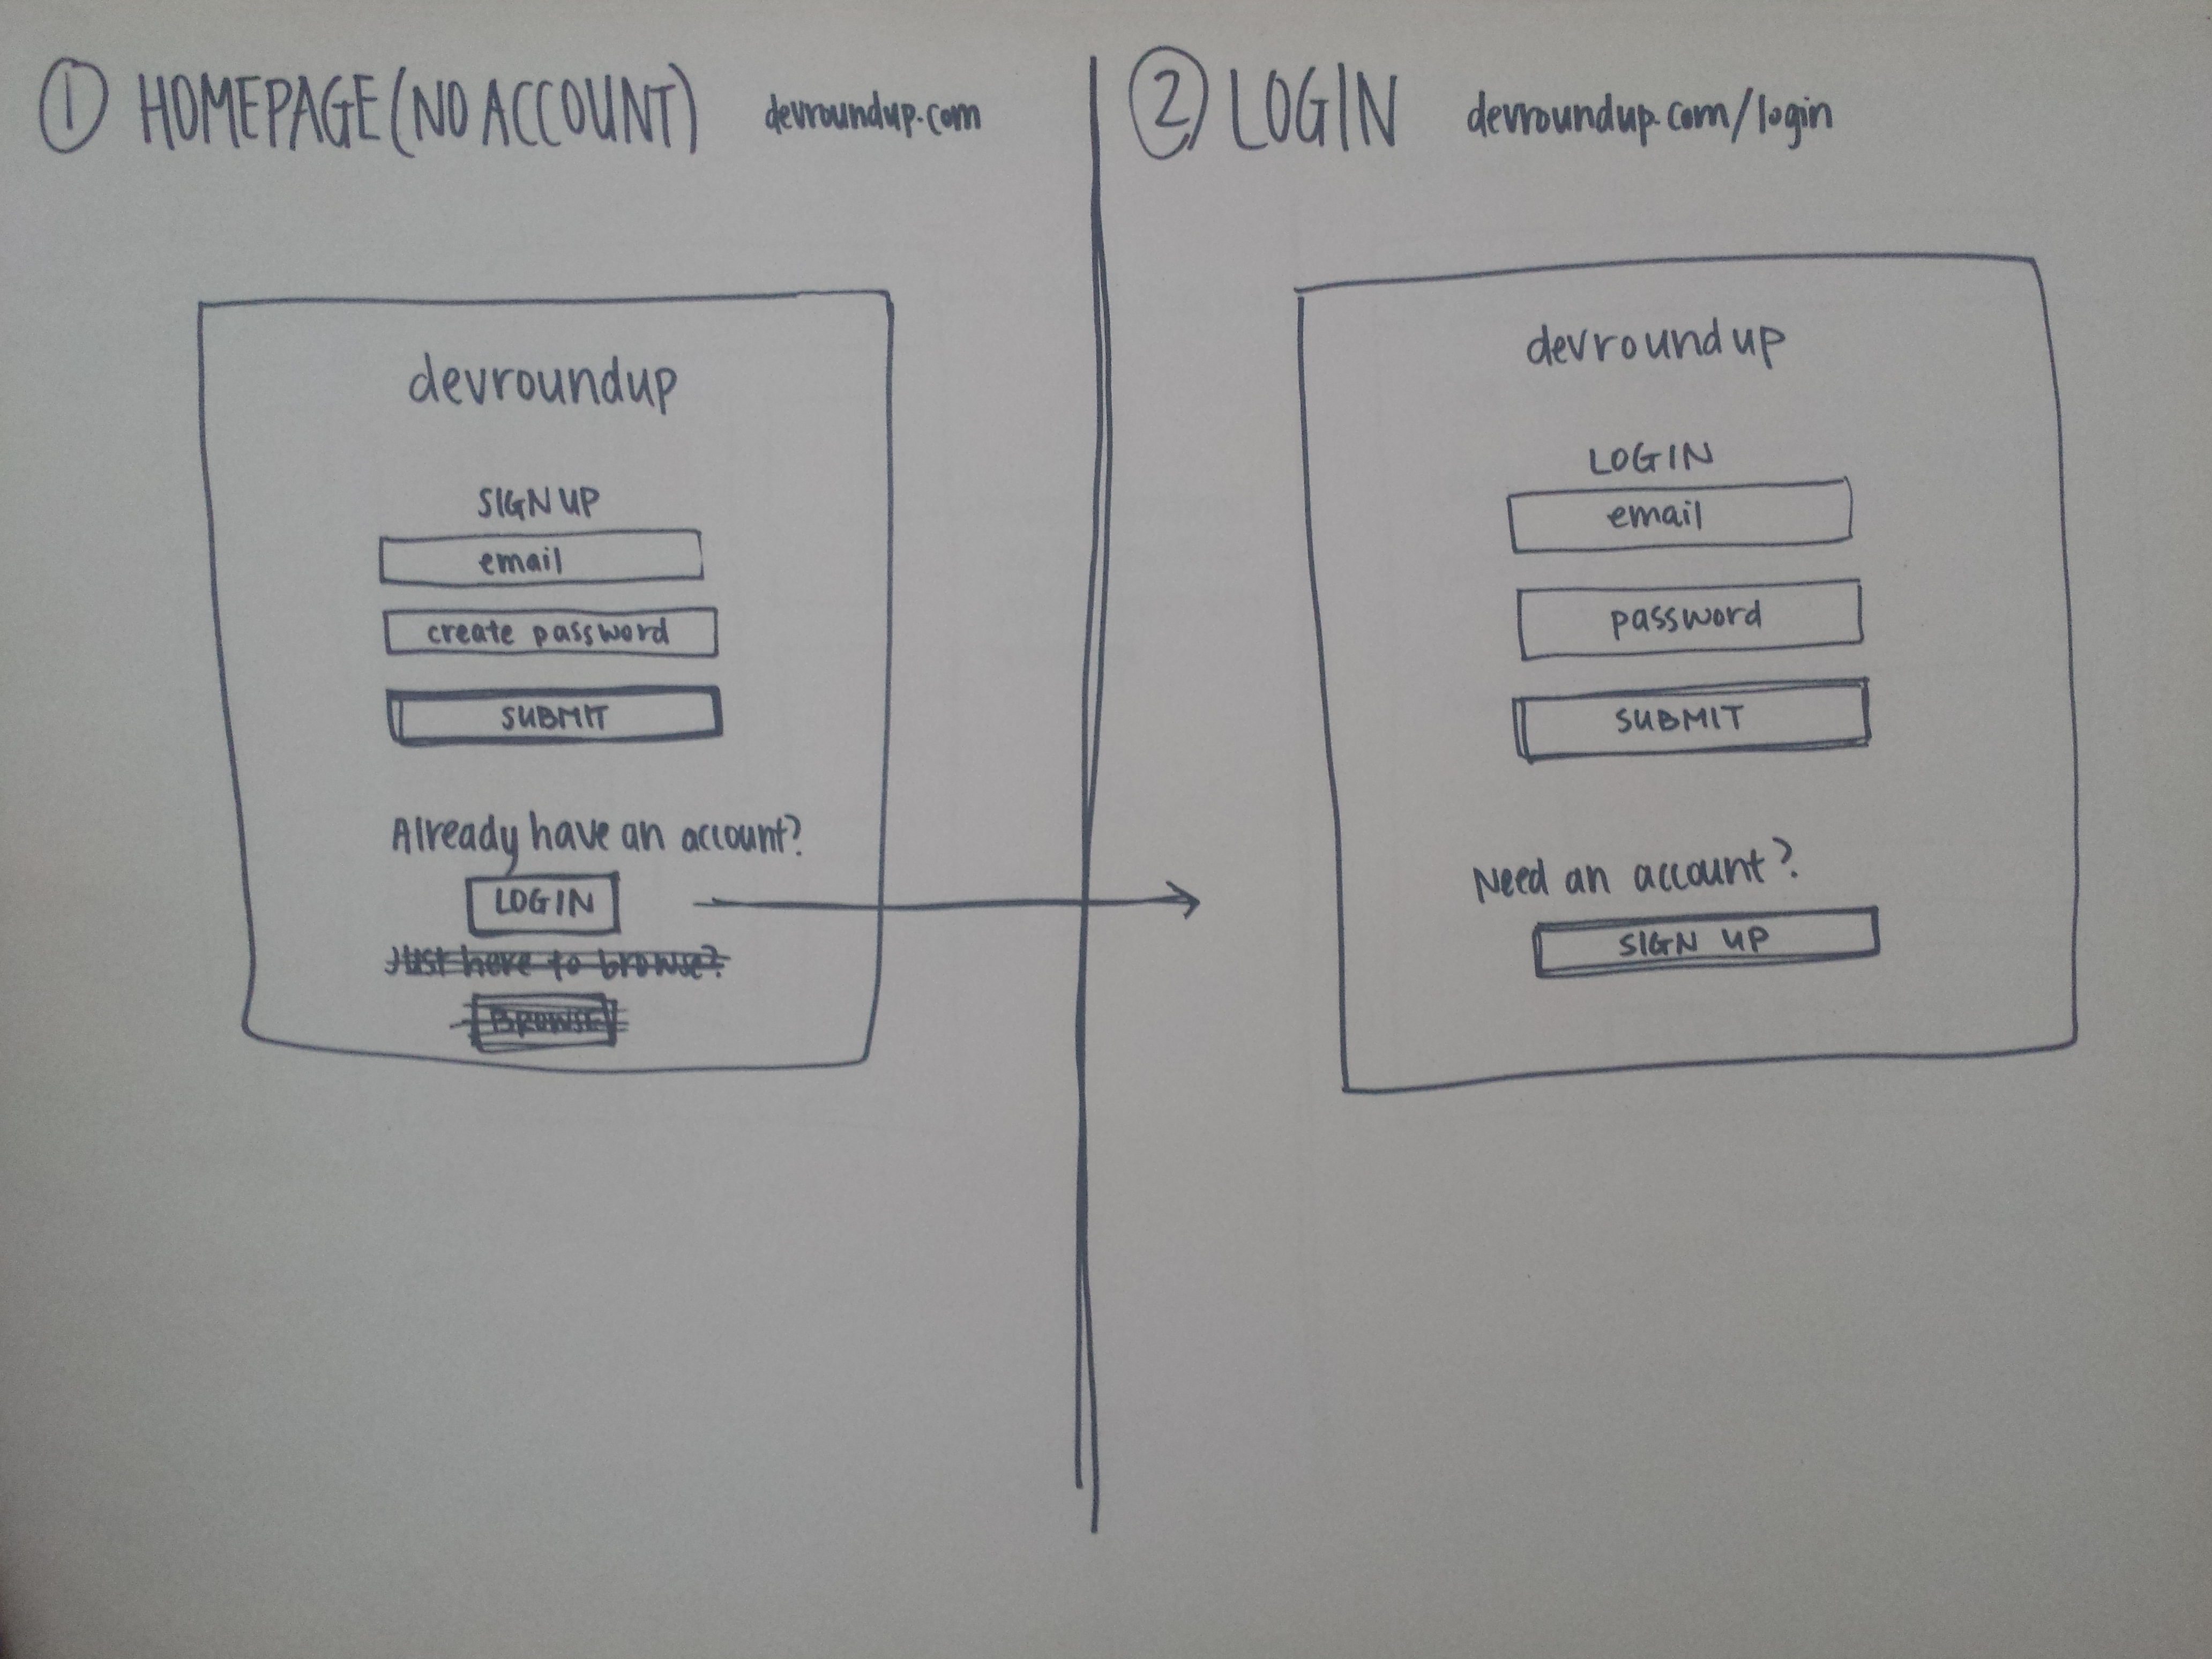 1 HOMEPAGE (NO ACCOUNT) devroundup.com
devroundup
SIGN UP
email
create password
SUBMIT
Already have an account?
LOGIN
Just here to browse?
BROWSE
2 LOGIN devroundup.com/login
devroundup
LOGIN
email
password
SUBMIT
Need an account?
SIGN UP